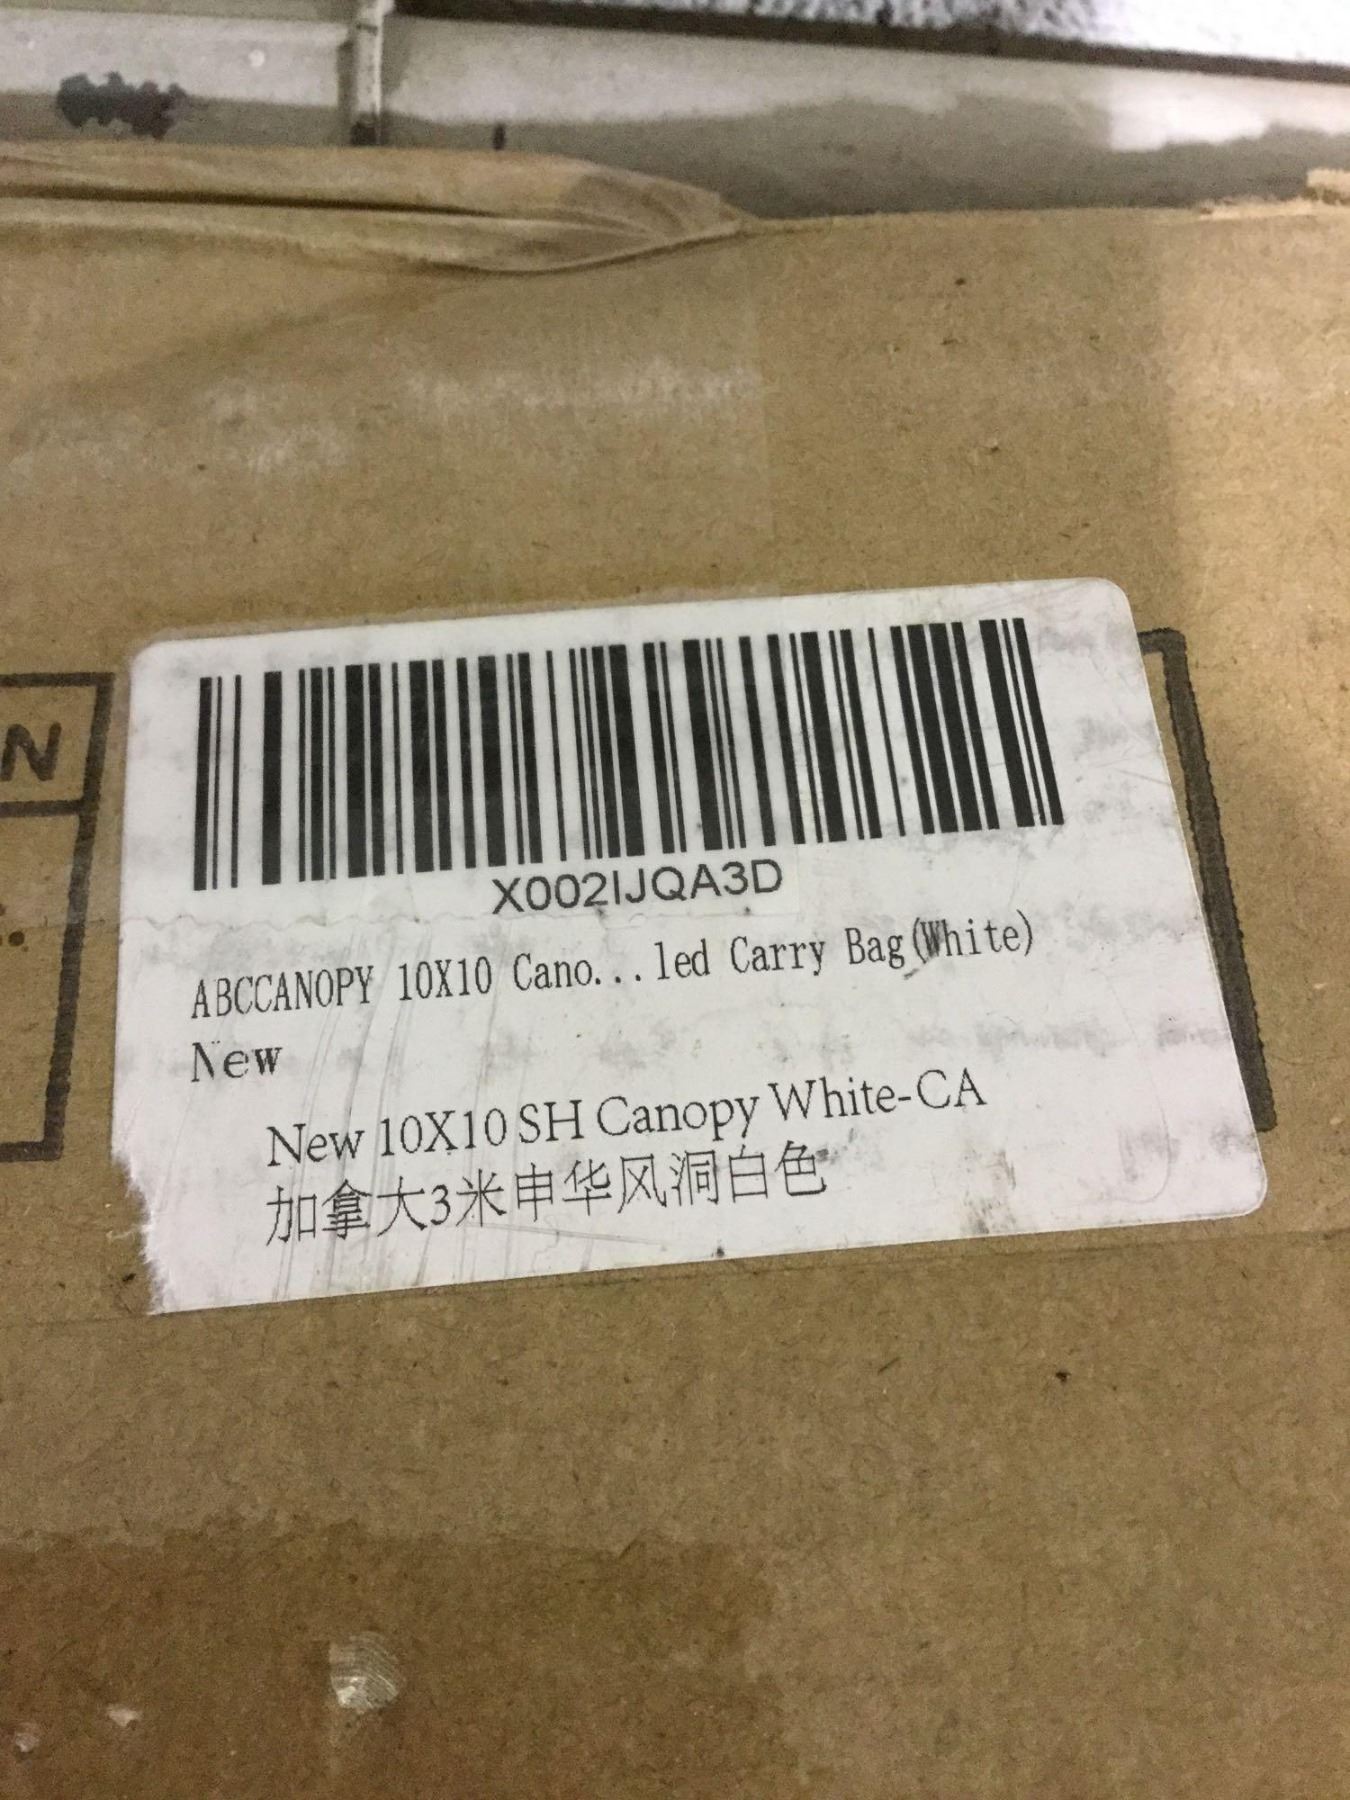 N
X002IJQA3D
ABCCANOPY 10X10 Cano...led Carry Bag(White)
New
New 10X10 SH Canopy White-CA
加拿大3米申华风洞白色